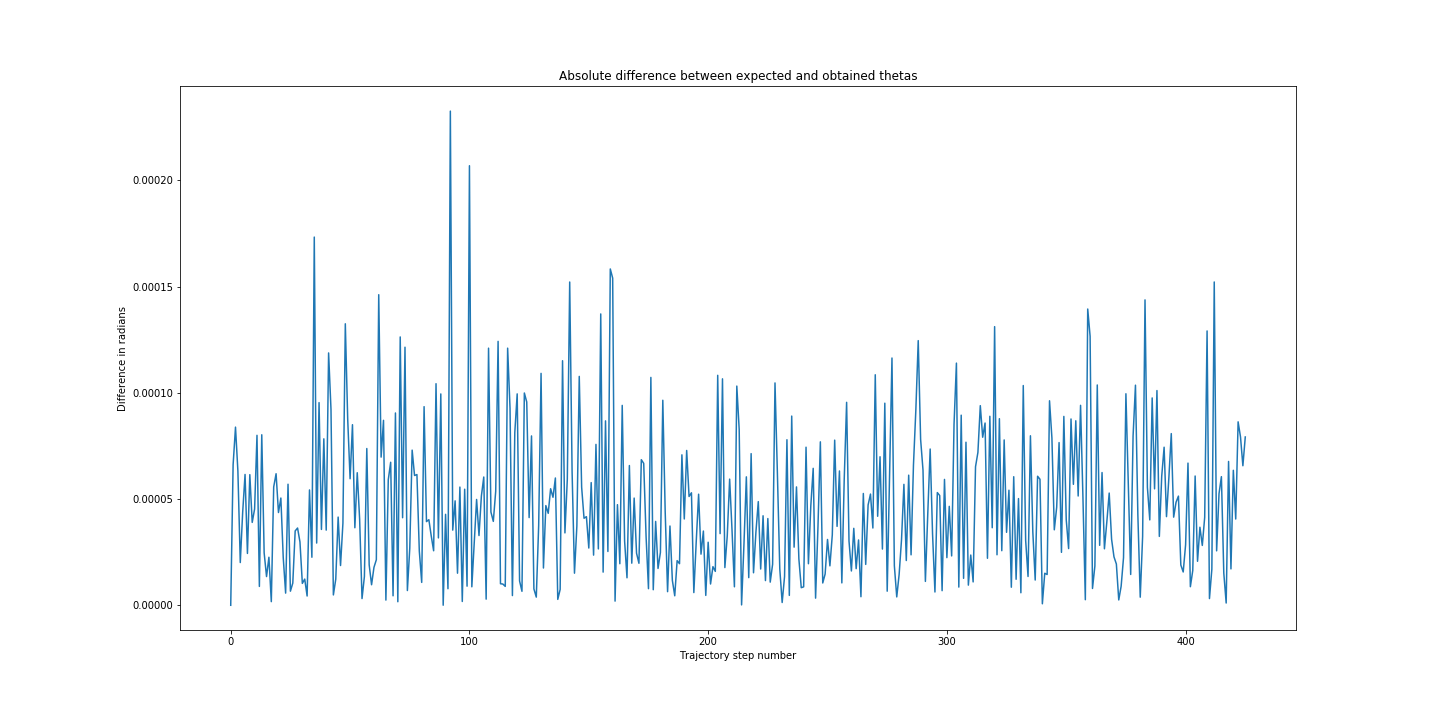 Absolute difference between expected and obtained thetas
Difference in radians
0.00020
0.00015
0.00010
0.00005
0.00000
0 100 200 300 400
Trajectory step number